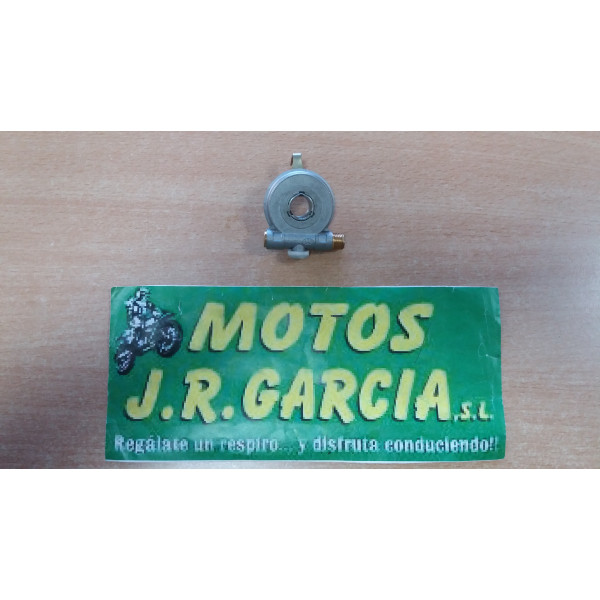 MOTOS
J.R.GARCIA,S.L.
Regálate un respiro... y disfruta conduciendo!!